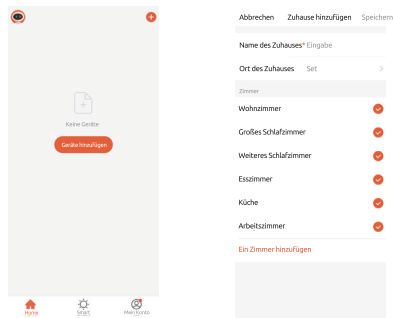 Keine Geräte
Geräte hinzufügen
Home
Smart
Mein Konto
Abbrechen Zuhause hinzufügen Speichern
Name des Zuhauses* Eingabe
Ort des Zuhauses Set
Zimmer
Wohnzimmer
Großes Schlafzimmer
Weiteres Schlafzimmer
Esszimmer
Küche
Arbeitszimmer
Ein Zimmer hinzufügen